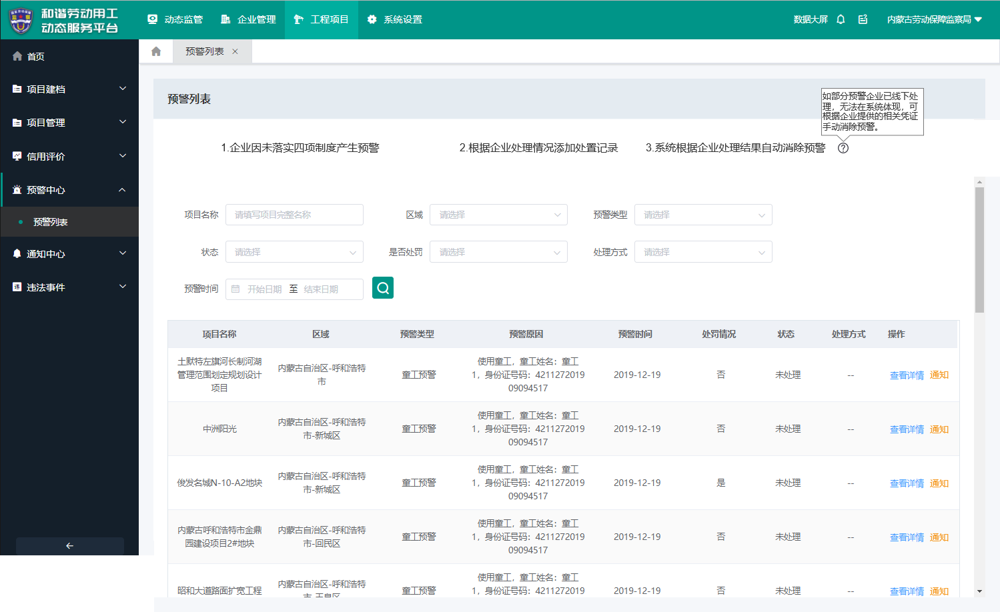 和谐劳动用工
动态服务平台
动态监管
企业管理
工程项目
系统设置
数据大屏
内蒙古劳动保障监察局
首页
项目建档
项目管理
信用评价
预警中心
预警列表
通知中心
违法事件
预警列表
预警列表
如部分预警企业已线下处
理，无法在系统体现，可
根据企业提供的相关凭证
手动消除预警。
1.企业因未落实四项制度产生预警
2.根据企业处理情况添加处置记录
3.系统根据企业处理结果自动消除预警
项目名称 请填写项目完整名称
区域 请选择
预警类型 请选择
状态 请选择
是否处罚 请选择
处理方式 请选择
预警时间 开始日期 至 结束日期
项目名称 区域 预警类型 预警原因 预警时间 处罚情况 状态 处理方式 操作
土默特左旗河长制河湖
管理范围划定规划设计
项目
内蒙古自治区-呼和浩特
市
童工预警
使用童工，童工姓名：童工
1，身份证号码：4211272019
09094517
2019-12-19
否
未处理
--
查看详情 通知
中洲阳光
内蒙古自治区-呼和浩特
市-新城区
童工预警
使用童工，童工姓名：童工
1，身份证号码：4211272019
09094517
2019-12-19
否
未处理
--
查看详情 通知
俊发名城N-10-A2地块
内蒙古自治区-呼和浩特
市-新城区
童工预警
使用童工，童工姓名：童工
1，身份证号码：4211272019
09094517
2019-12-19
是
未处理
--
查看详情 通知
内蒙古呼和浩特市金鼎
园建设项目2#地块
内蒙古自治区-呼和浩特
市-回民区
童工预警
使用童工，童工姓名：童工
1，身份证号码：4211272019
09094517
2019-12-19
否
未处理
--
查看详情 通知
昭和大道路面扩宽工程
内蒙古自治区-呼和浩特
市-玉泉区
童工预警
使用童工，童工姓名：童工
1，身份证号码：4211272019
2019-12-19
否
未处理
--
查看详情 通知